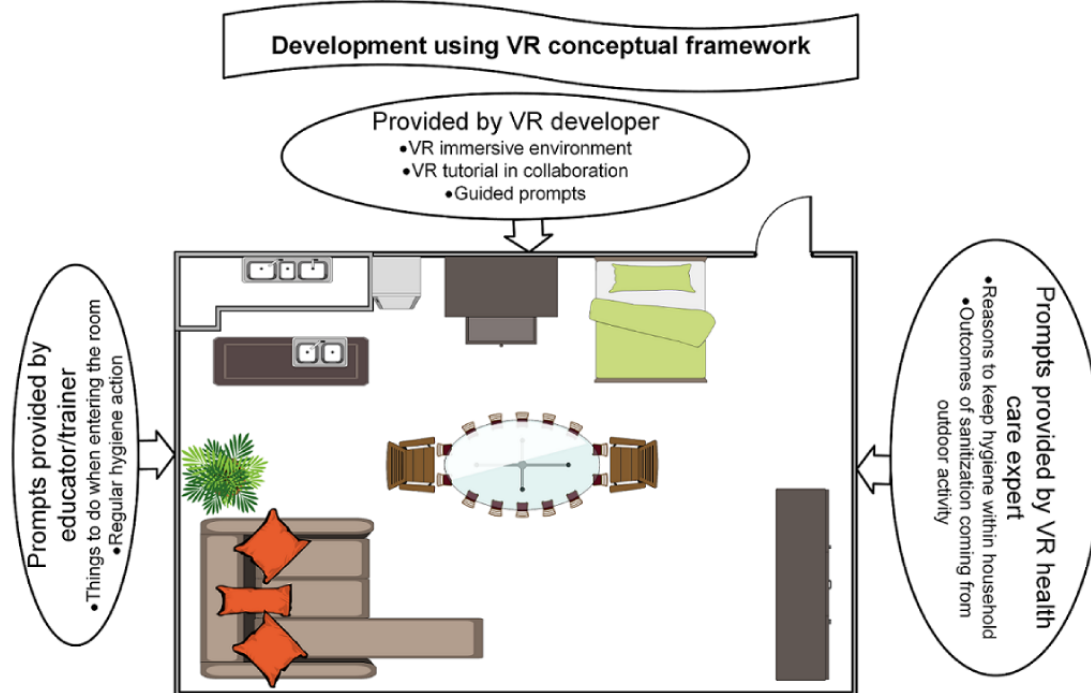 Development using VR conceptual framework
Provided by VR developer
•VR immersive environment
•VR tutorial in collaboration
•Guided prompts
Prompts provided by
educator/trainer
•Things to do when entering the room
•Regular hygiene action
Prompts provided by VR health
care expert
•Reasons to keep hygiene within household
•Outcomes of sanitization coming from
outdoor activity